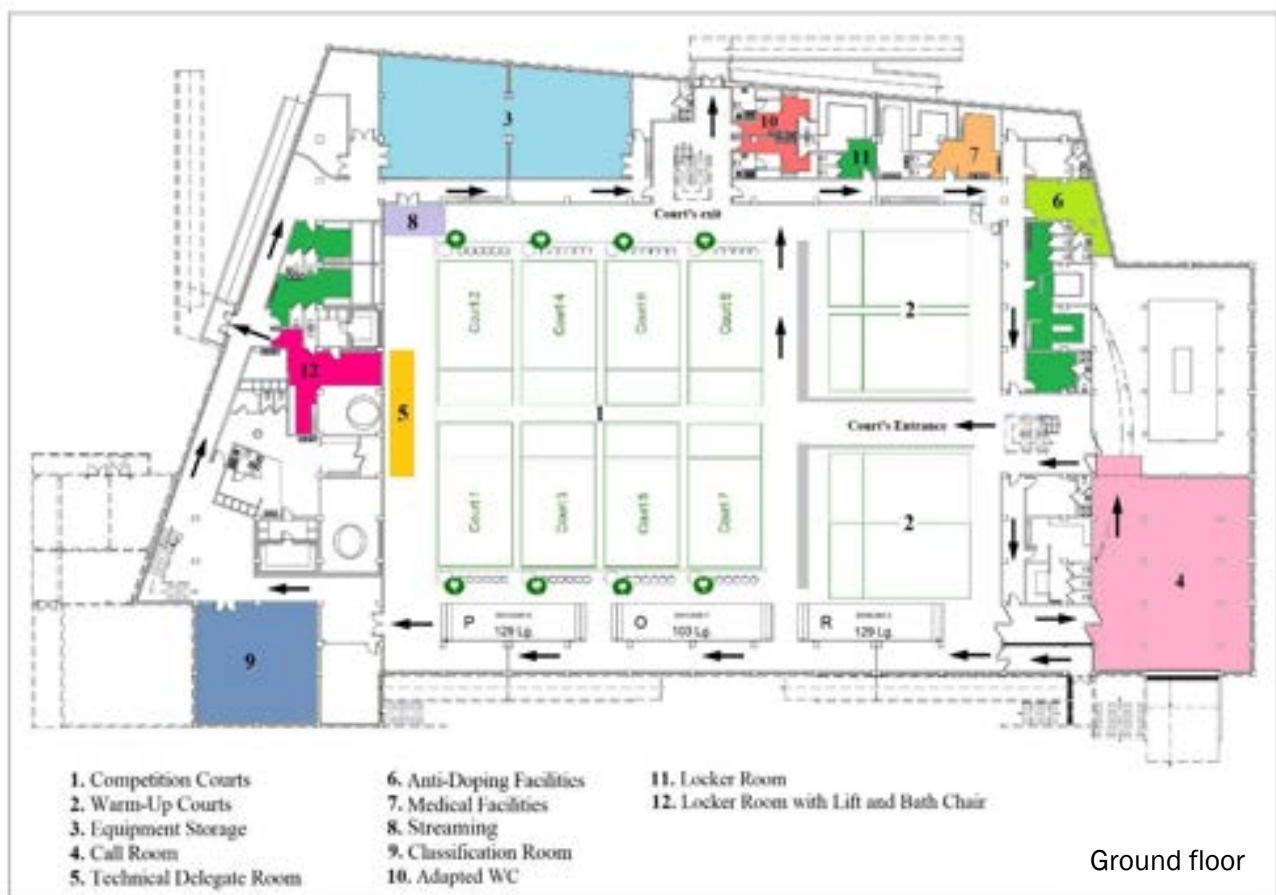 3
10
11
7
8
Court's exit
6
Court 2
Court 4
Court 6
Court 8
2
12
5
1
Court's Entrance
Court 1
Court 3
Court 5
Court 7
2
4
P
129 Lg.
O
103 Lg.
R
129 Lg.
9
1. Competition Courts
2. Warm-Up Courts
3. Equipment Storage
4. Call Room
5. Technical Delegate Room
6. Anti-Doping Facilities
7. Medical Facilities
8. Streaming
9. Classification Room
10. Adapted WC
11. Locker Room
12. Locker Room with Lift and Bath Chair
Ground floor